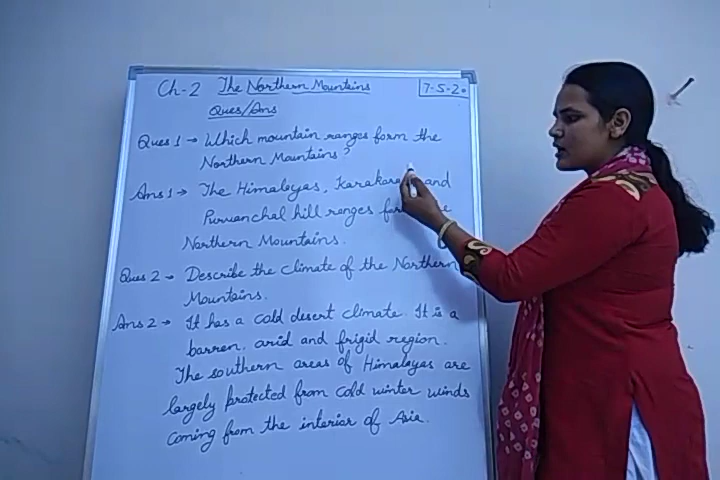 Ch-2 The Northern Mountains
7-5-20
Ques/Ans
Ques 1 → Which mountain ranges form the
Northern Mountains?
Ans 1 → The Himalayas, Karakoram and
Purvanchal hill ranges form the
Northern Mountains.
Ques 2 → Describe the climate of the Northern
Mountains.
Ans 2 → It has a cold desert climate. It is a
barren, arid and frigid region.
The southern areas of Himalayas are
largely protected from cold winter winds
coming from the interior of Asia.